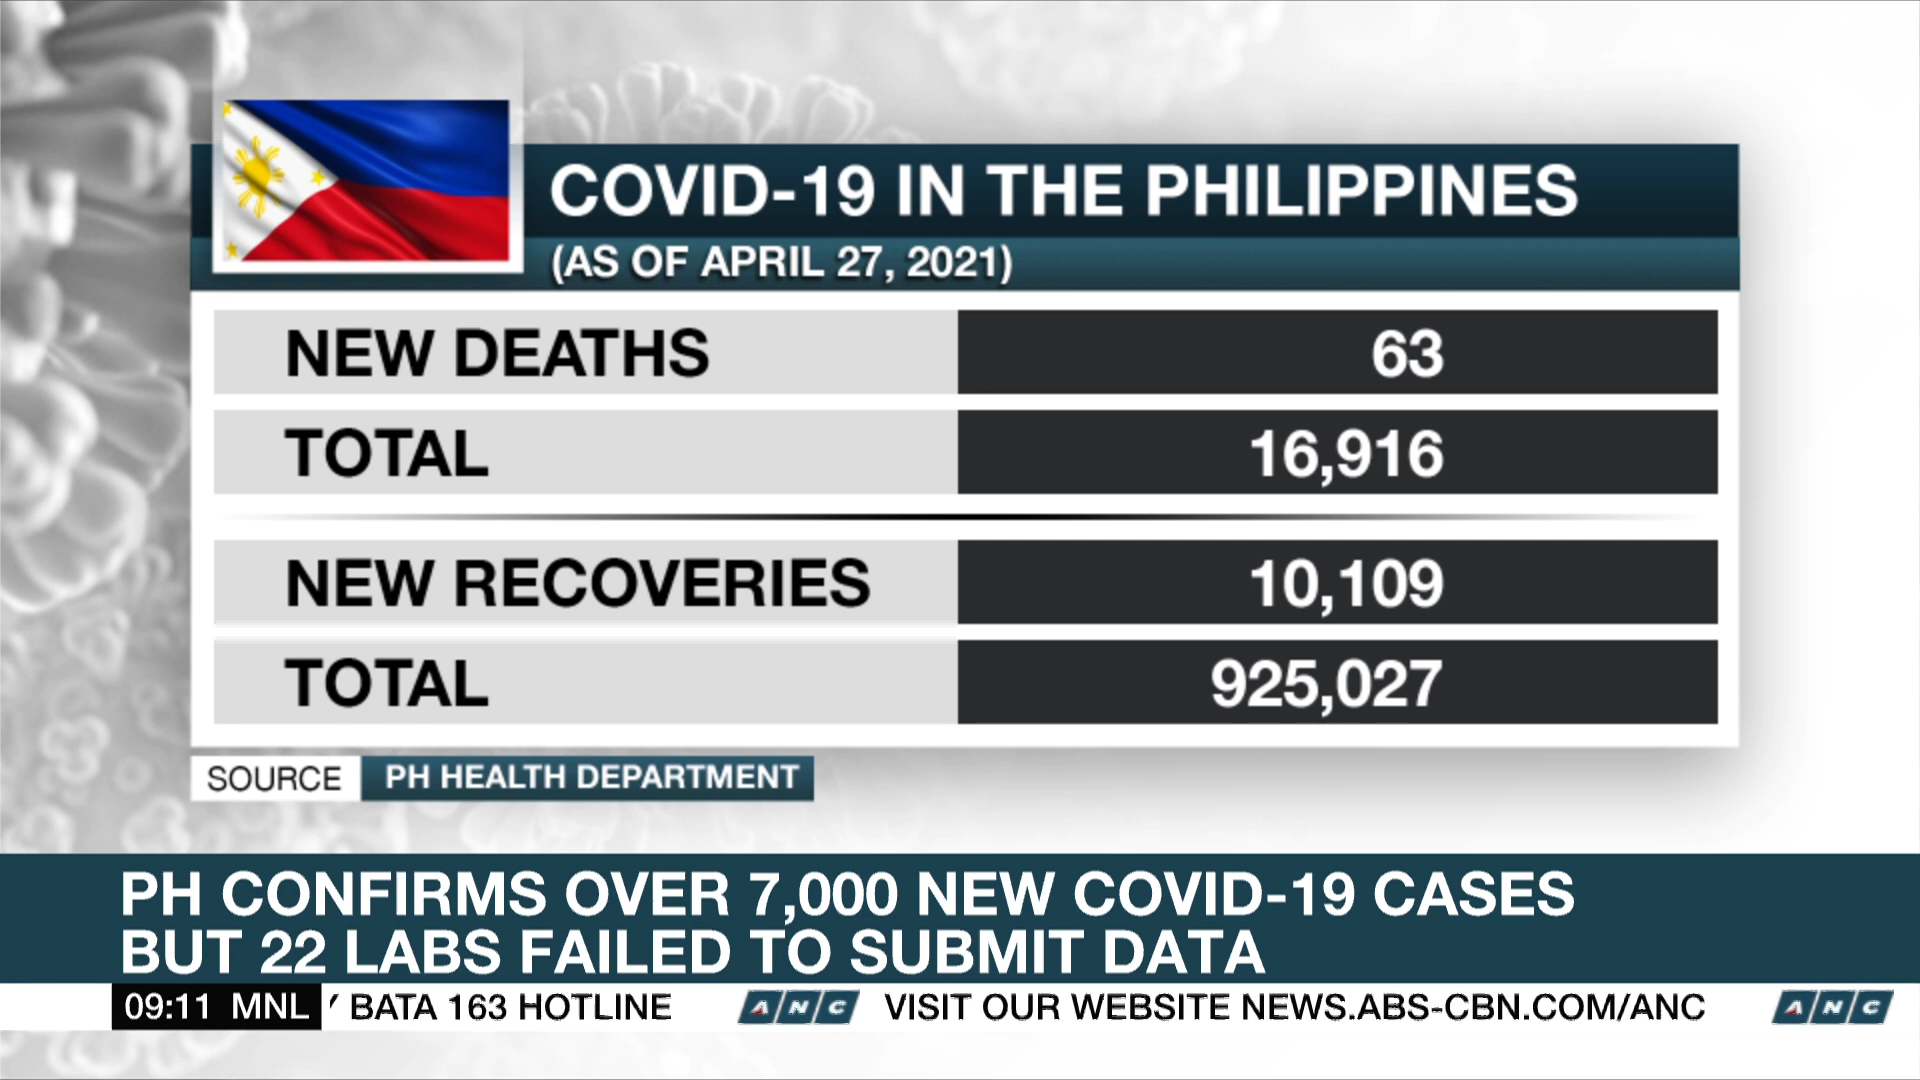 COVID-19 IN THE PHILIPPINES
(AS OF APRIL 27, 2021)
NEW DEATHS 63
TOTAL 16,916
NEW RECOVERIES 10,109
TOTAL 925,027
SOURCE PH HEALTH DEPARTMENT
PH CONFIRMS OVER 7,000 NEW COVID-19 CASES
BUT 22 LABS FAILED TO SUBMIT DATA
09:11 MNL BATA 163 HOTLINE ANC VISIT OUR WEBSITE NEWS.ABS-CBN.COM/ANC ANC